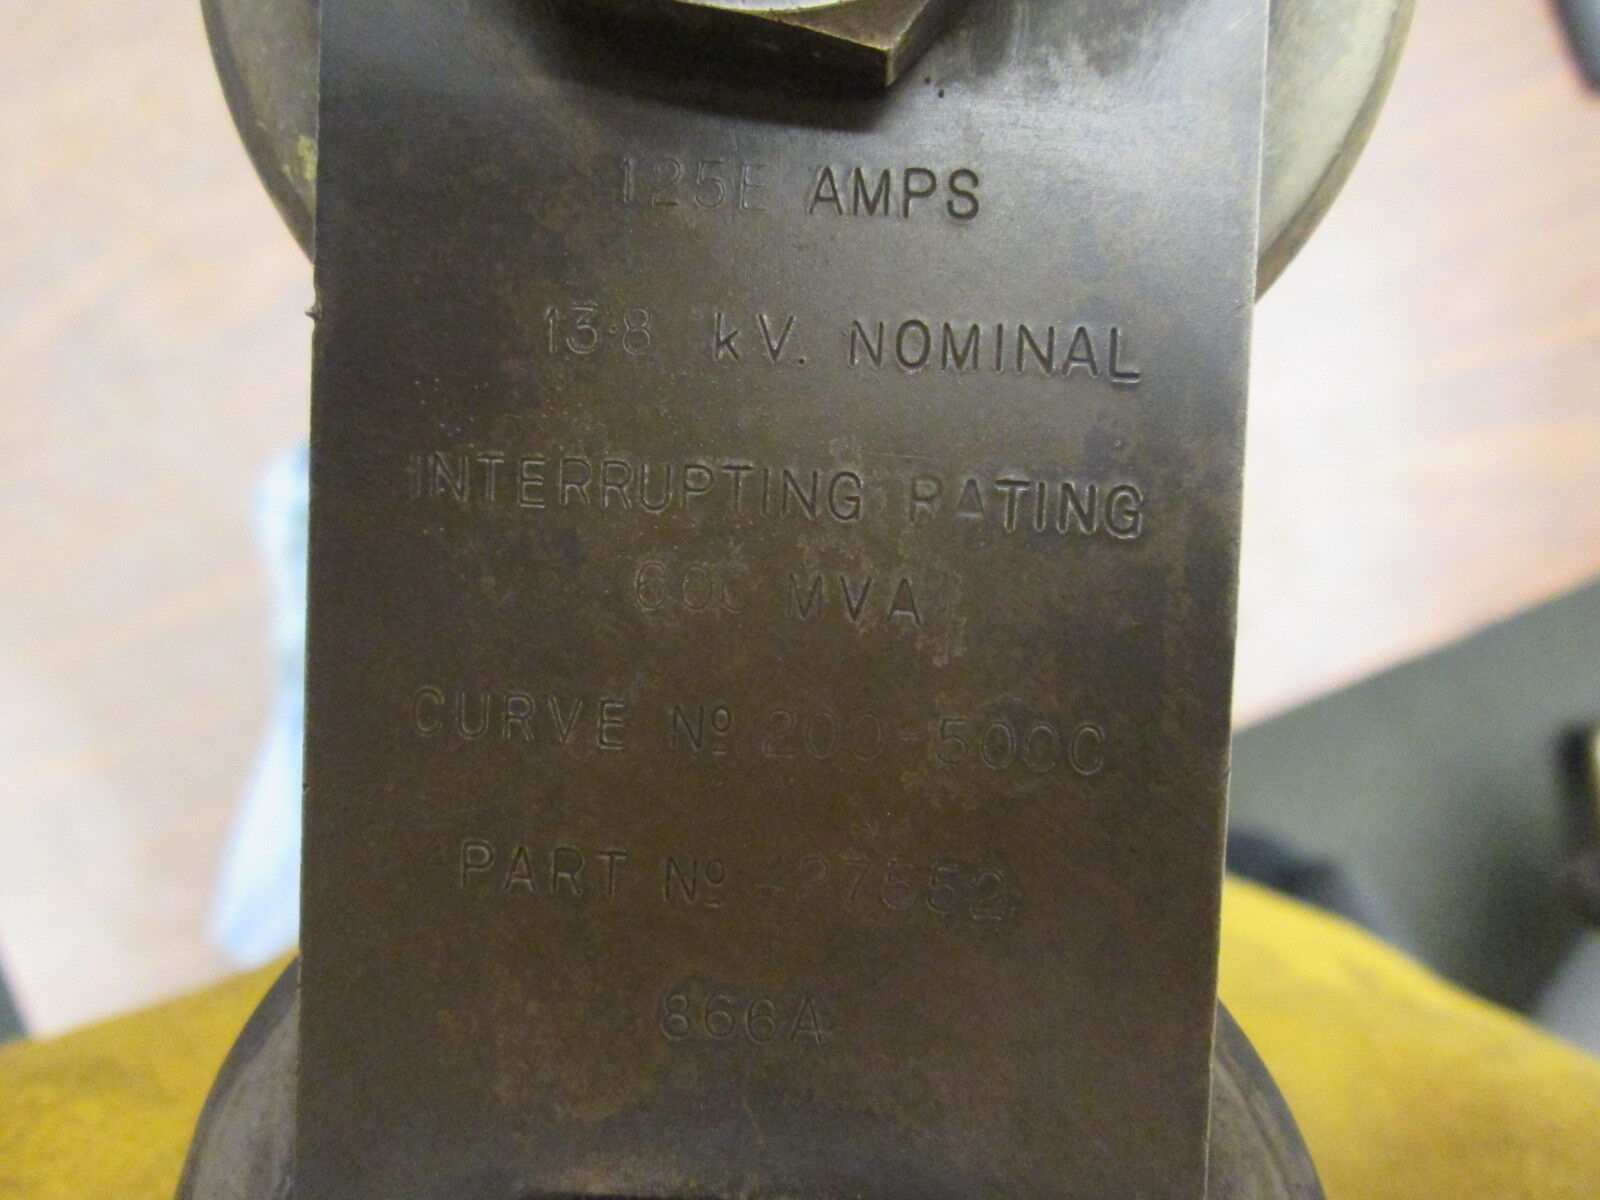 125E AMPS
13.8 kV. NOMINAL
INTERRUPTING RATING
600 MVA
CURVE Nº 200-5000
PART Nº
866A